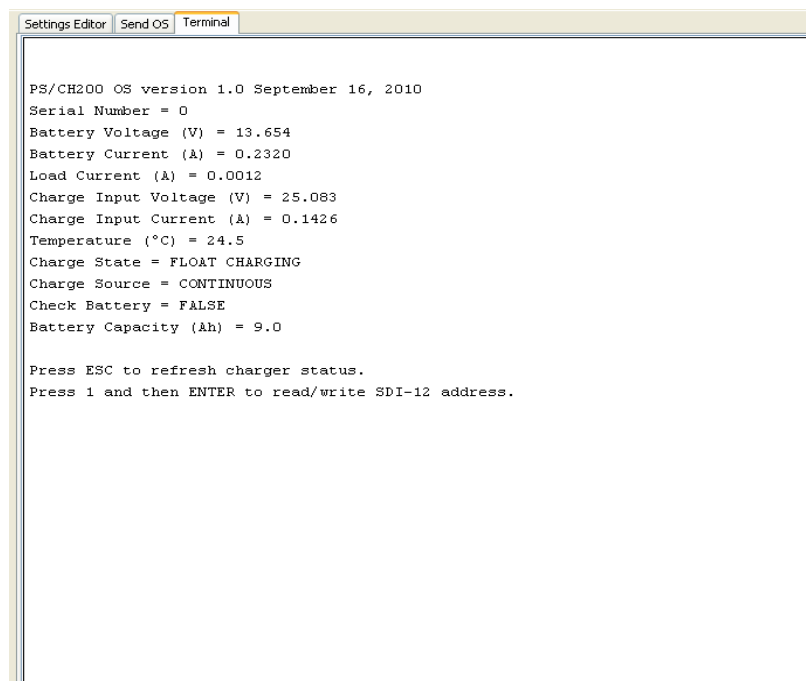 Settings Editor Send OS Terminal
PS/CH200 OS version 1.0 September 16, 2010
Serial Number = 0
Battery Voltage (V) = 13.654
Battery Current (A) = 0.2320
Load Current (A) = 0.0012
Charge Input Voltage (V) = 25.083
Charge Input Current (A) = 0.1426
Temperature (°C) = 24.5
Charge State = FLOAT CHARGING
Charge Source = CONTINUOUS
Check Battery = FALSE
Battery Capacity (Ah) = 9.0
Press ESC to refresh charger status.
Press 1 and then ENTER to read/write SDI-12 address.